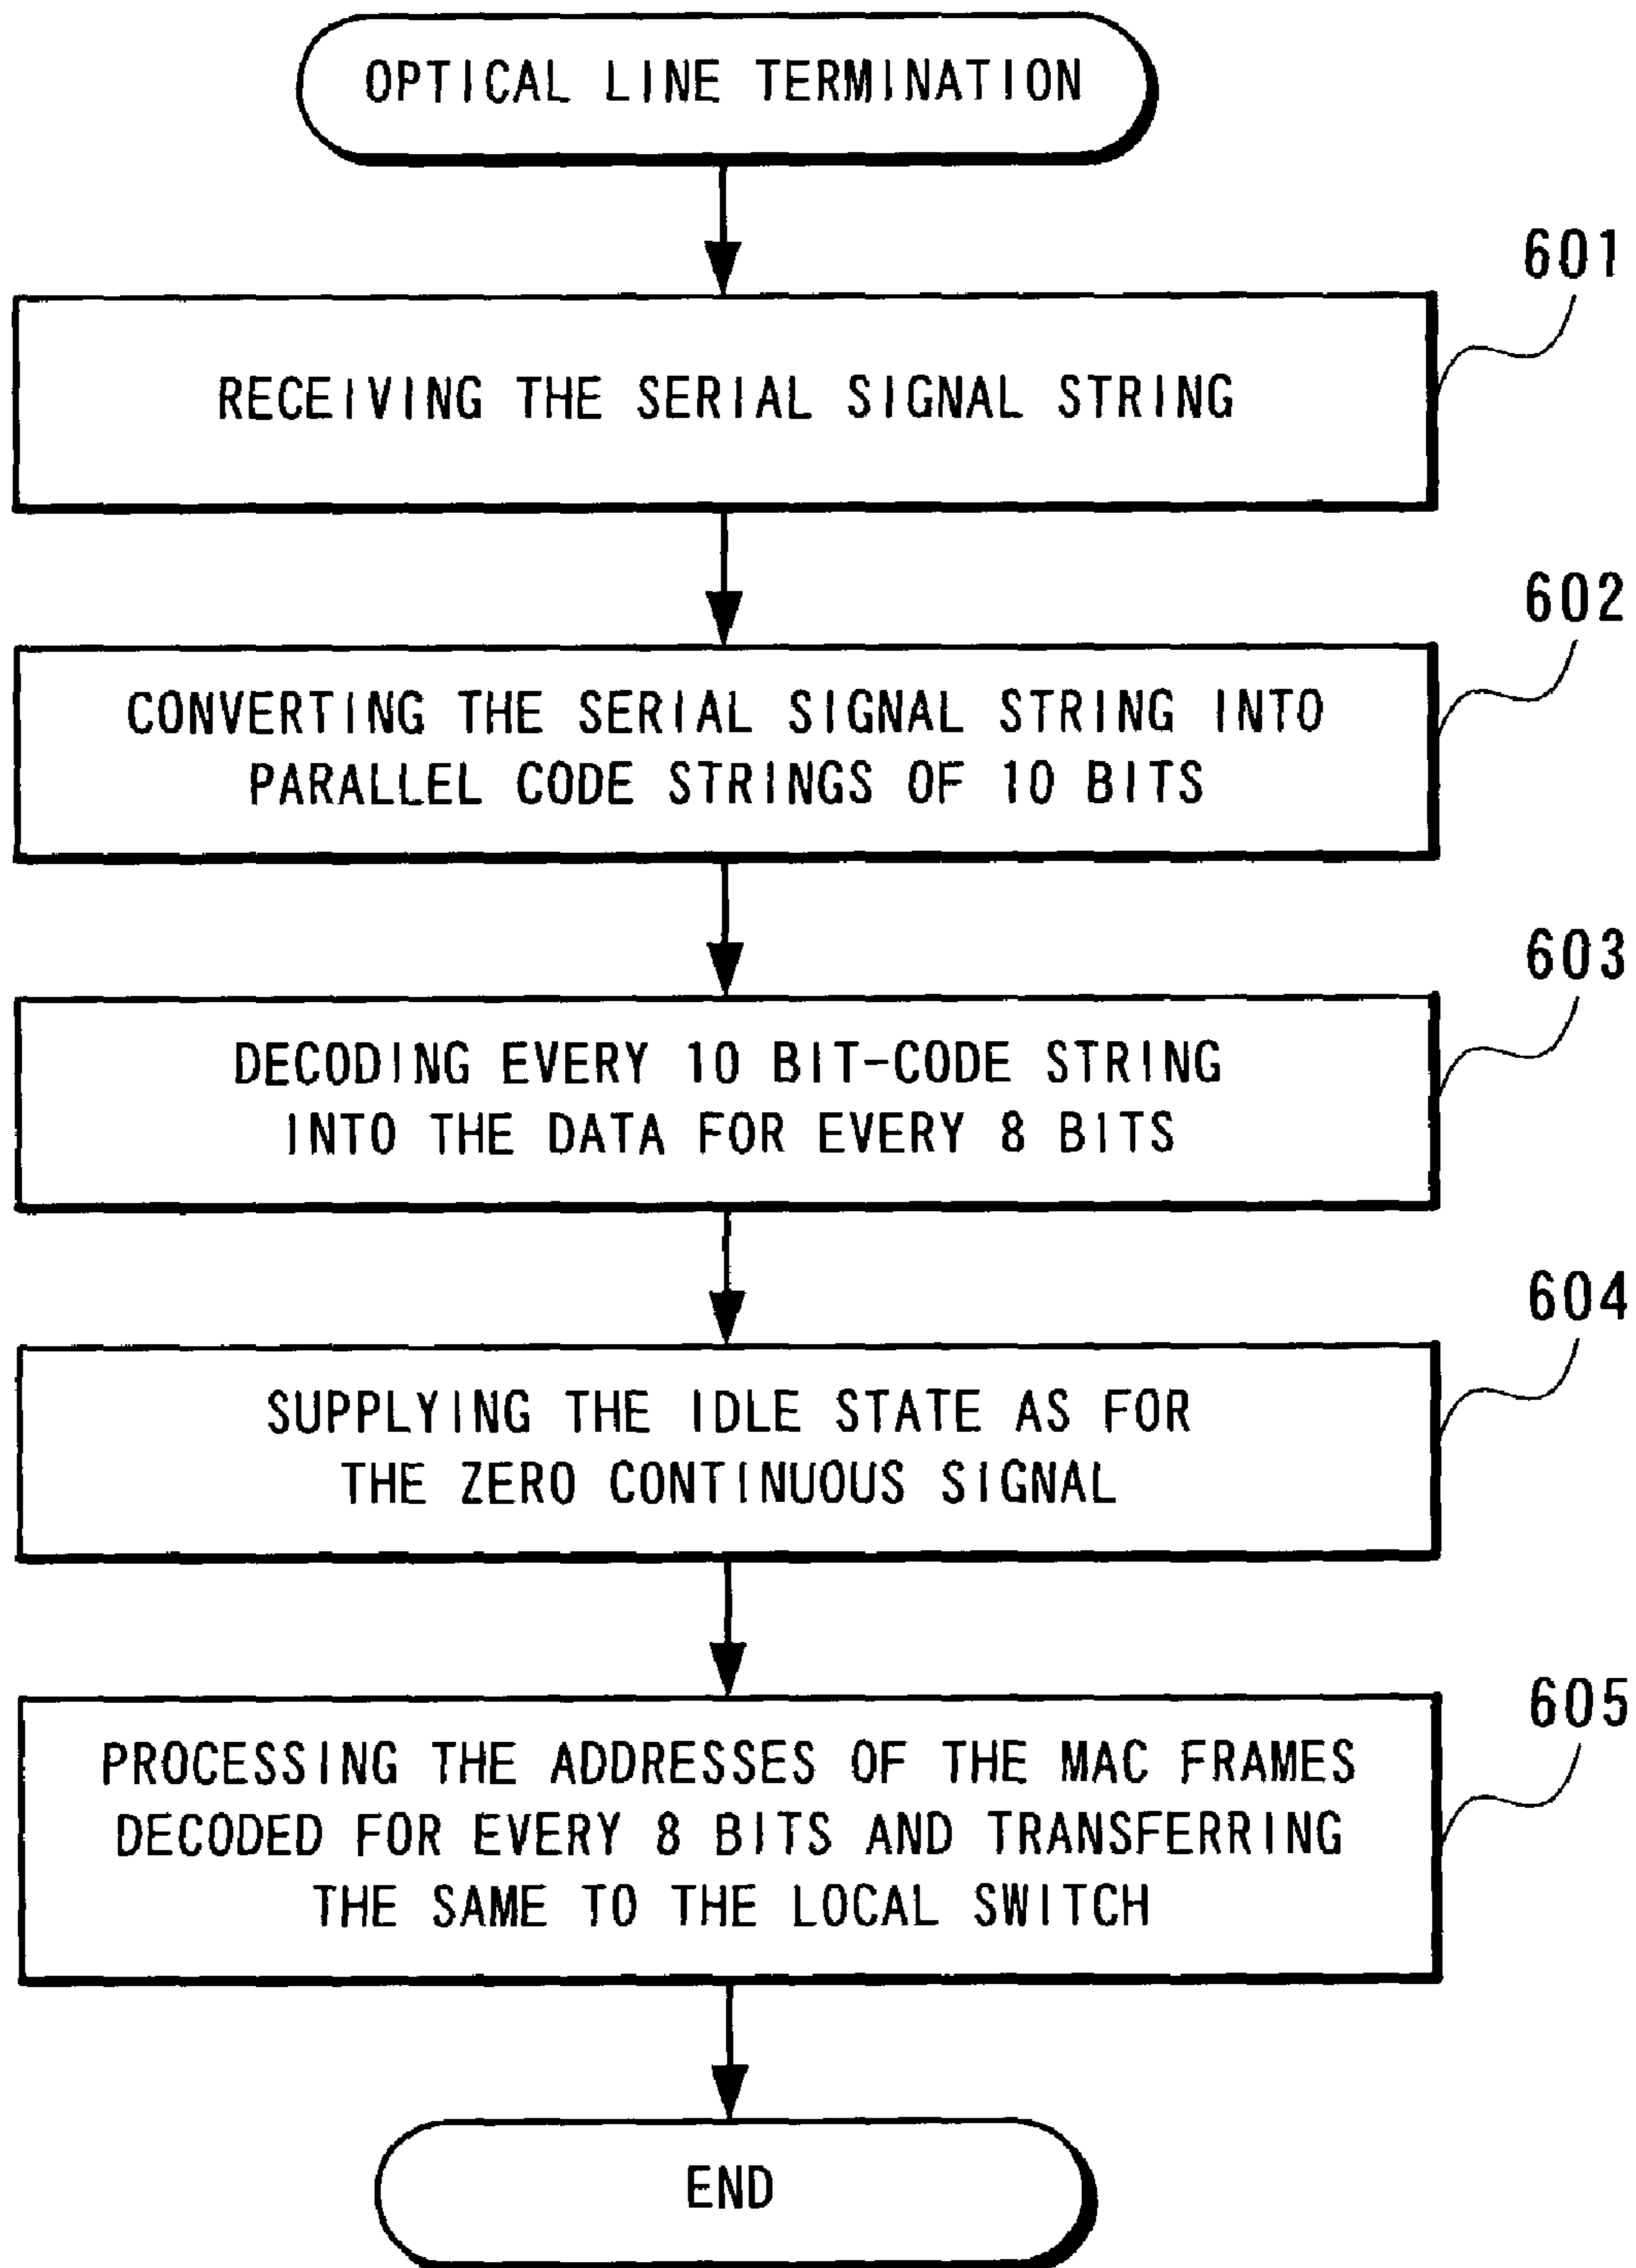 OPTICAL LINE TERMINATION
601
RECEIVING THE SERIAL SIGNAL STRING
602
CONVERTING THE SERIAL SIGNAL STRING INTO
PARALLEL CODE STRINGS OF 10 BITS
603
DECODING EVERY 10 BIT-CODE STRING
INTO THE DATA FOR EVERY 8 BITS
604
SUPPLYING THE IDLE STATE AS FOR
THE ZERO CONTINUOUS SIGNAL
605
PROCESSING THE ADDRESSES OF THE MAC FRAMES
DECODED FOR EVERY 8 BITS AND TRANSFERRING
THE SAME TO THE LOCAL SWITCH
END